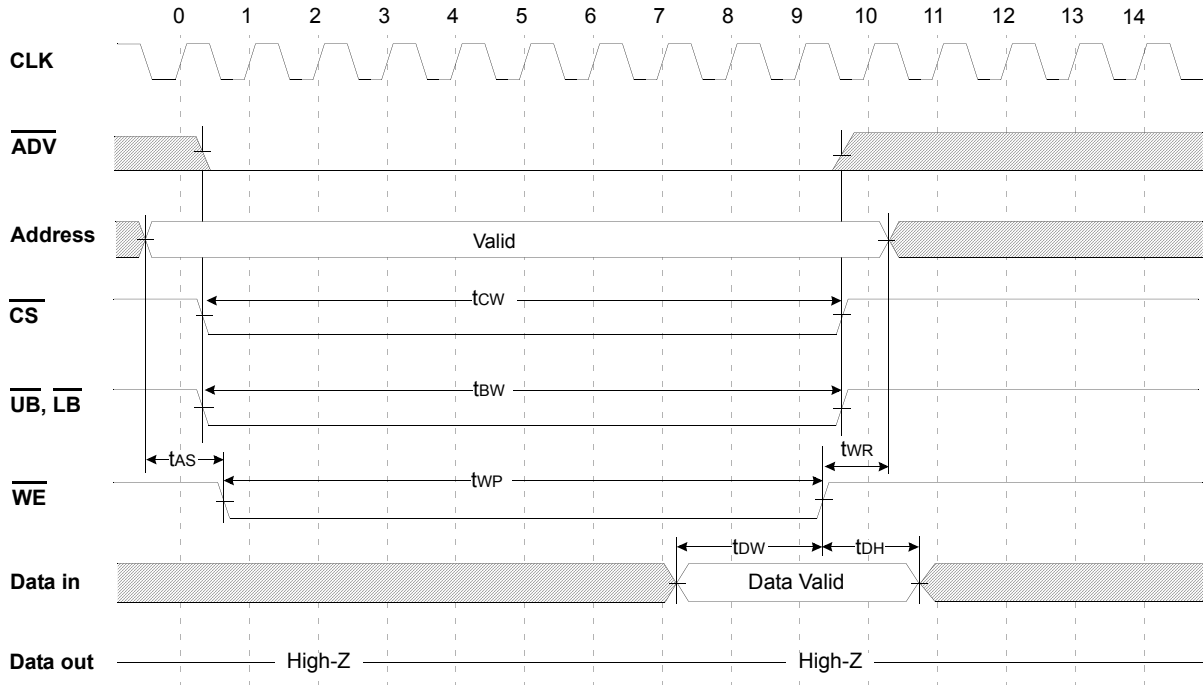 0 1 2 3 4 5 6 7 8 9 10 11 12 13 14
CLK
ADV
Address
Valid
CS
tCW
UB, LB
tBW
tAS
tWR
WE
tWP
tDW
tDH
Data in
Data Valid
Data out
High-Z
High-Z